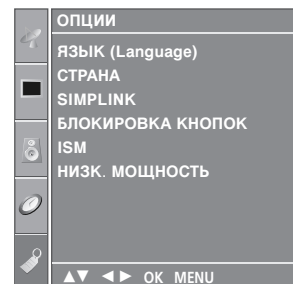 ОПЦИИ
ЯЗЫК (Language)
СТРАНА
SIMPLINK
БЛОКИРОВКА КНОПОК
ISM
НИЗК. МОЩНОСТЬ
▲▼ ◄► OK MENU